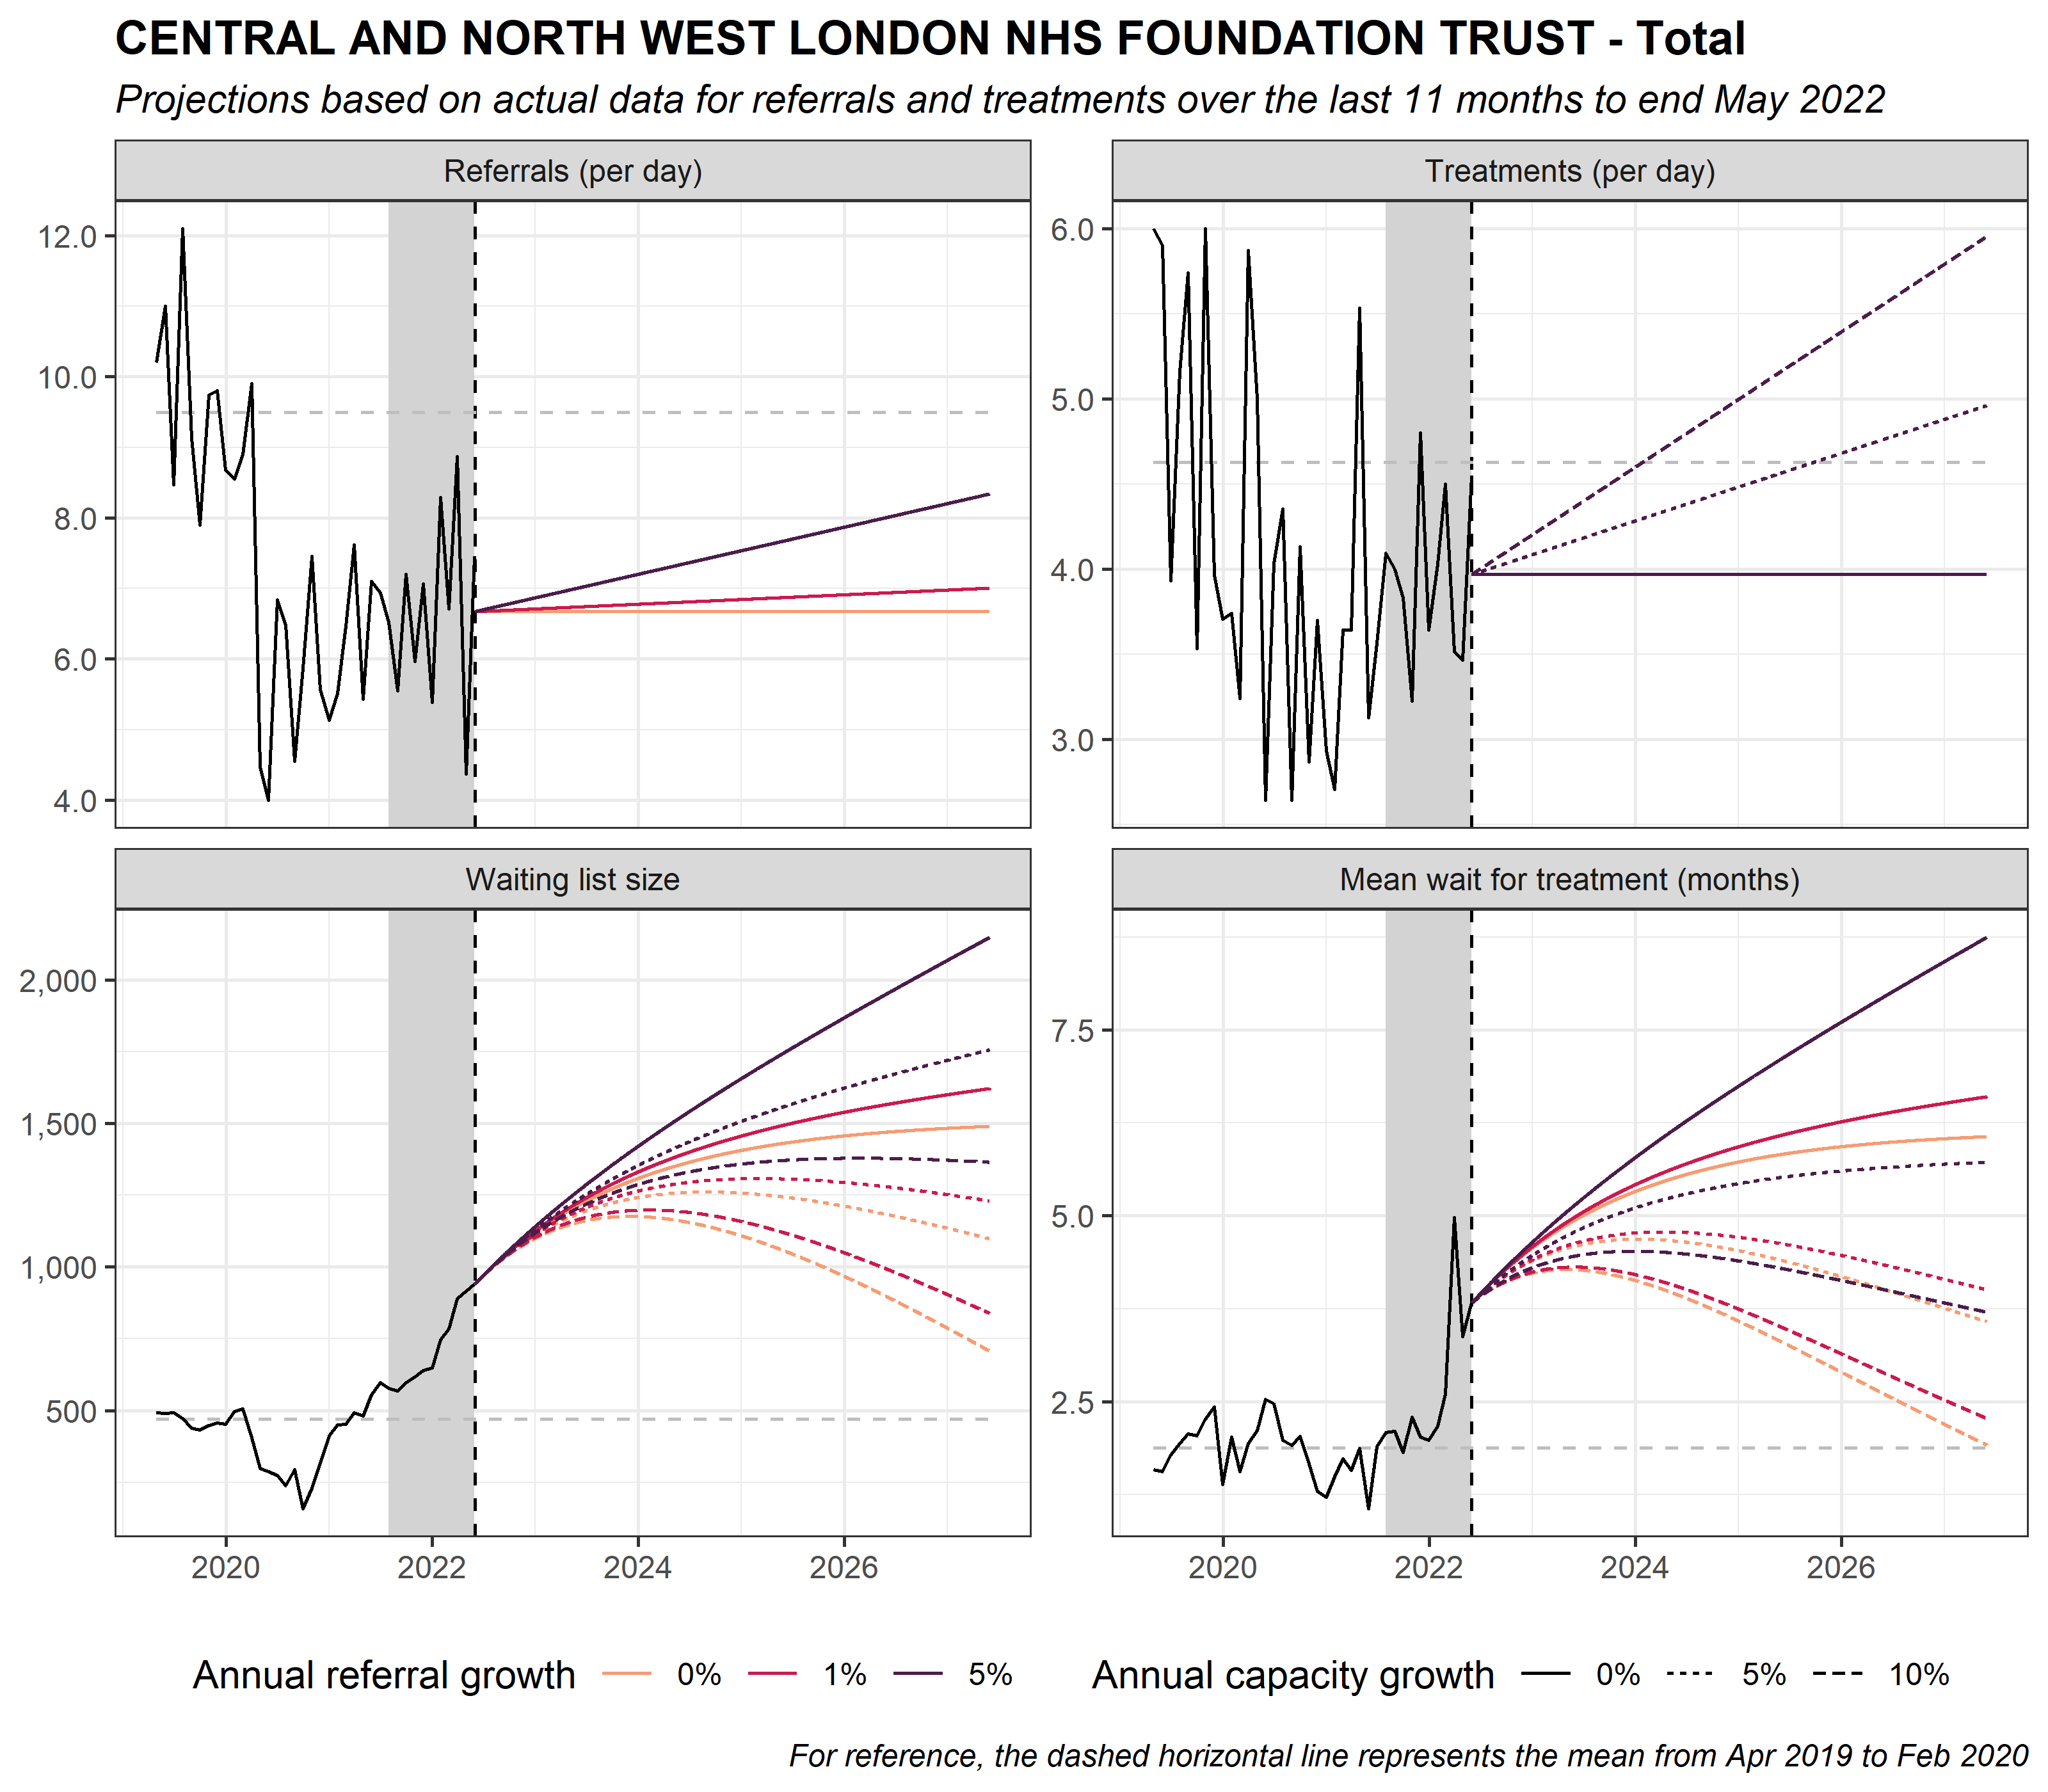 CENTRAL AND NORTH WEST LONDON NHS FOUNDATION TRUST - Total
Projections based on actual data for referrals and treatments over the last 11 months to end May 2022
Referrals (per day)
12.0
10.0
8.0
6.0
4.0
Treatments (per day)
6.0
5.0
4.0
3.0
Waiting list size
2,000
1,500
1,000
500
2020 2022 2024 2026
Mean wait for treatment (months)
7.5
5.0
2.5
2020 2022 2024 2026
Annual referral growth 0% 1% 5%
Annual capacity growth 0% 5% 10%
For reference, the dashed horizontal line represents the mean from Apr 2019 to Feb 2020